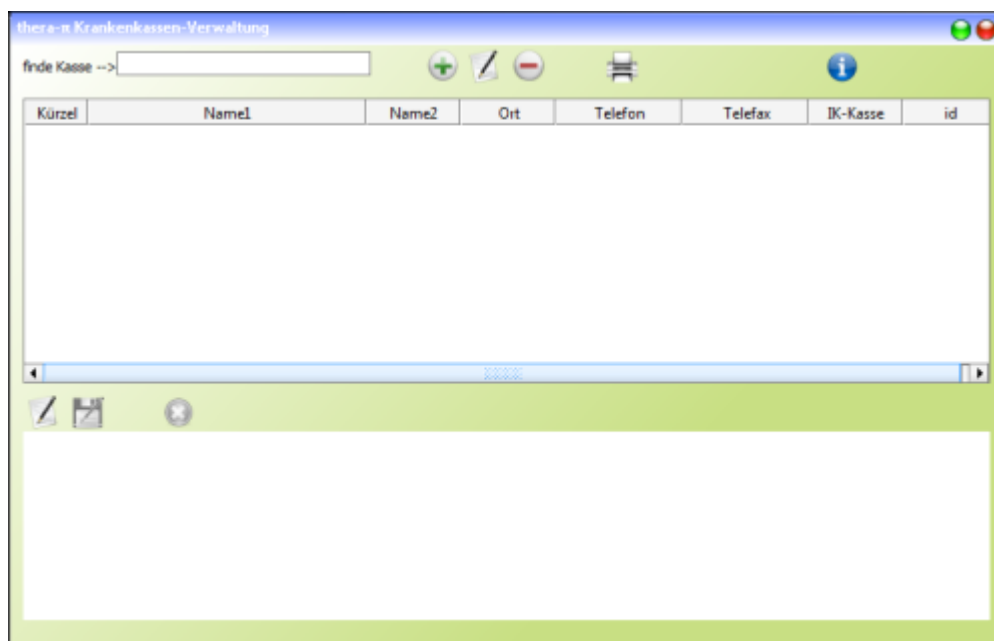 thera-π Krankenkassen-Verwaltung
finde Kasse -->
Kürzel Name1 Name2 Ort Telefon Telefax IK-Kasse id